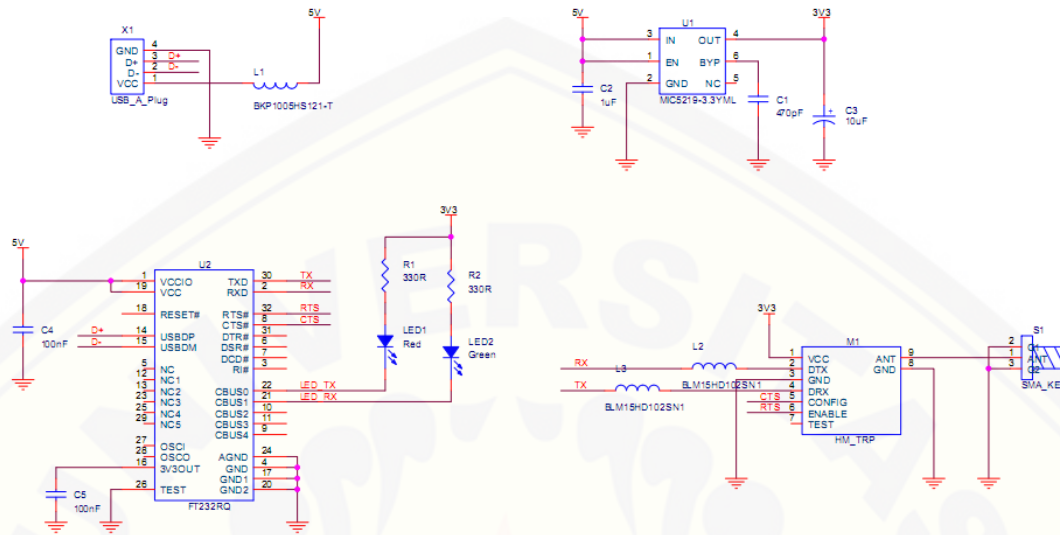 X1
GND 4
D+ 3 D+
D- 2 D-
VCC 1
USB_A_Plug
L1
BKP1005HS121-T
5V
5V
U1
3V3
3 IN OUT 4
1 EN BYP 6
2 GND NC 5
MIC5219-3.3YML
C2
1uF
C1
470pF
C3
10uF
5V
U2
1 VCCIO TXD 30 TX
19 VCC RXD 2 RX
18 RESET# RTS# 32 RTS
CTS# 8 CTS
D+ 14 USBDP DTR# 31
D- 15 USBDM DSR# 6
DCD# 7
5 NC RI# 3
12 NC1
13 NC2 CBUS0 22 LED_TX
23 NC3 CBUS1 21 LED_RX
25 NC4 CBUS2 10
29 NC5 CBUS3 11
CBUS4 9
27 OSCI
28 OSCO AGND 24
16 3V3OUT GND 4
GND1 17
26 TEST GND2 20
FT232RQ
C4
100nF
C5
100nF
3V3
R1
330R
R2
330R
LED1
Red
LED2
Green
3V3
RX
L2
BLM15HD102SN1
TX
L3
BLM15HD102SN1
CTS
RTS
M1
1 VCC ANT 9
2 DTX GND 8
3 GND
4 DRX
5 CONFIG
6 ENABLE
7 TEST
HM_TRP
S1
2 G1
1 ANT
3 G2
SMA_KE
UNIVERSITAS